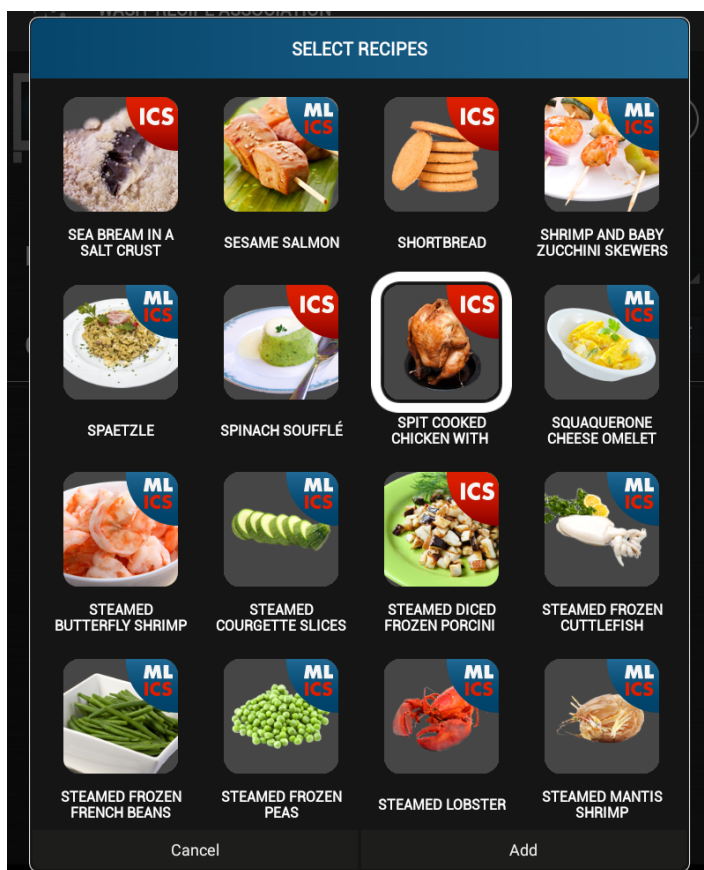 WASH-RECIPE ASSOCIATION
SELECT RECIPES
ICS
ML
ICS
ICS
ML
ICS
SEA BREAM IN A
SALT CRUST
SESAME SALMON
SHORTBREAD
SHRIMP AND BABY
ZUCCHINI SKEWERS
ML
ICS
ICS
ICS
ML
ICS
SPAETZLE
SPINACH SOUFFLÉ
SPIT COOKED
CHICKEN WITH
SQUAQUERONE
CHEESE OMELET
ML
ICS
ML
ICS
ICS
ML
ICS
STEAMED
BUTTERFLY SHRIMP
STEAMED
COURGETTE SLICES
STEAMED DICED
FROZEN PORCINI
STEAMED FROZEN
CUTTLEFISH
ML
ICS
ML
ICS
ML
ICS
ML
ICS
STEAMED FROZEN
FRENCH BEANS
STEAMED FROZEN
PEAS
STEAMED LOBSTER
STEAMED MANTIS
SHRIMP
Cancel
Add